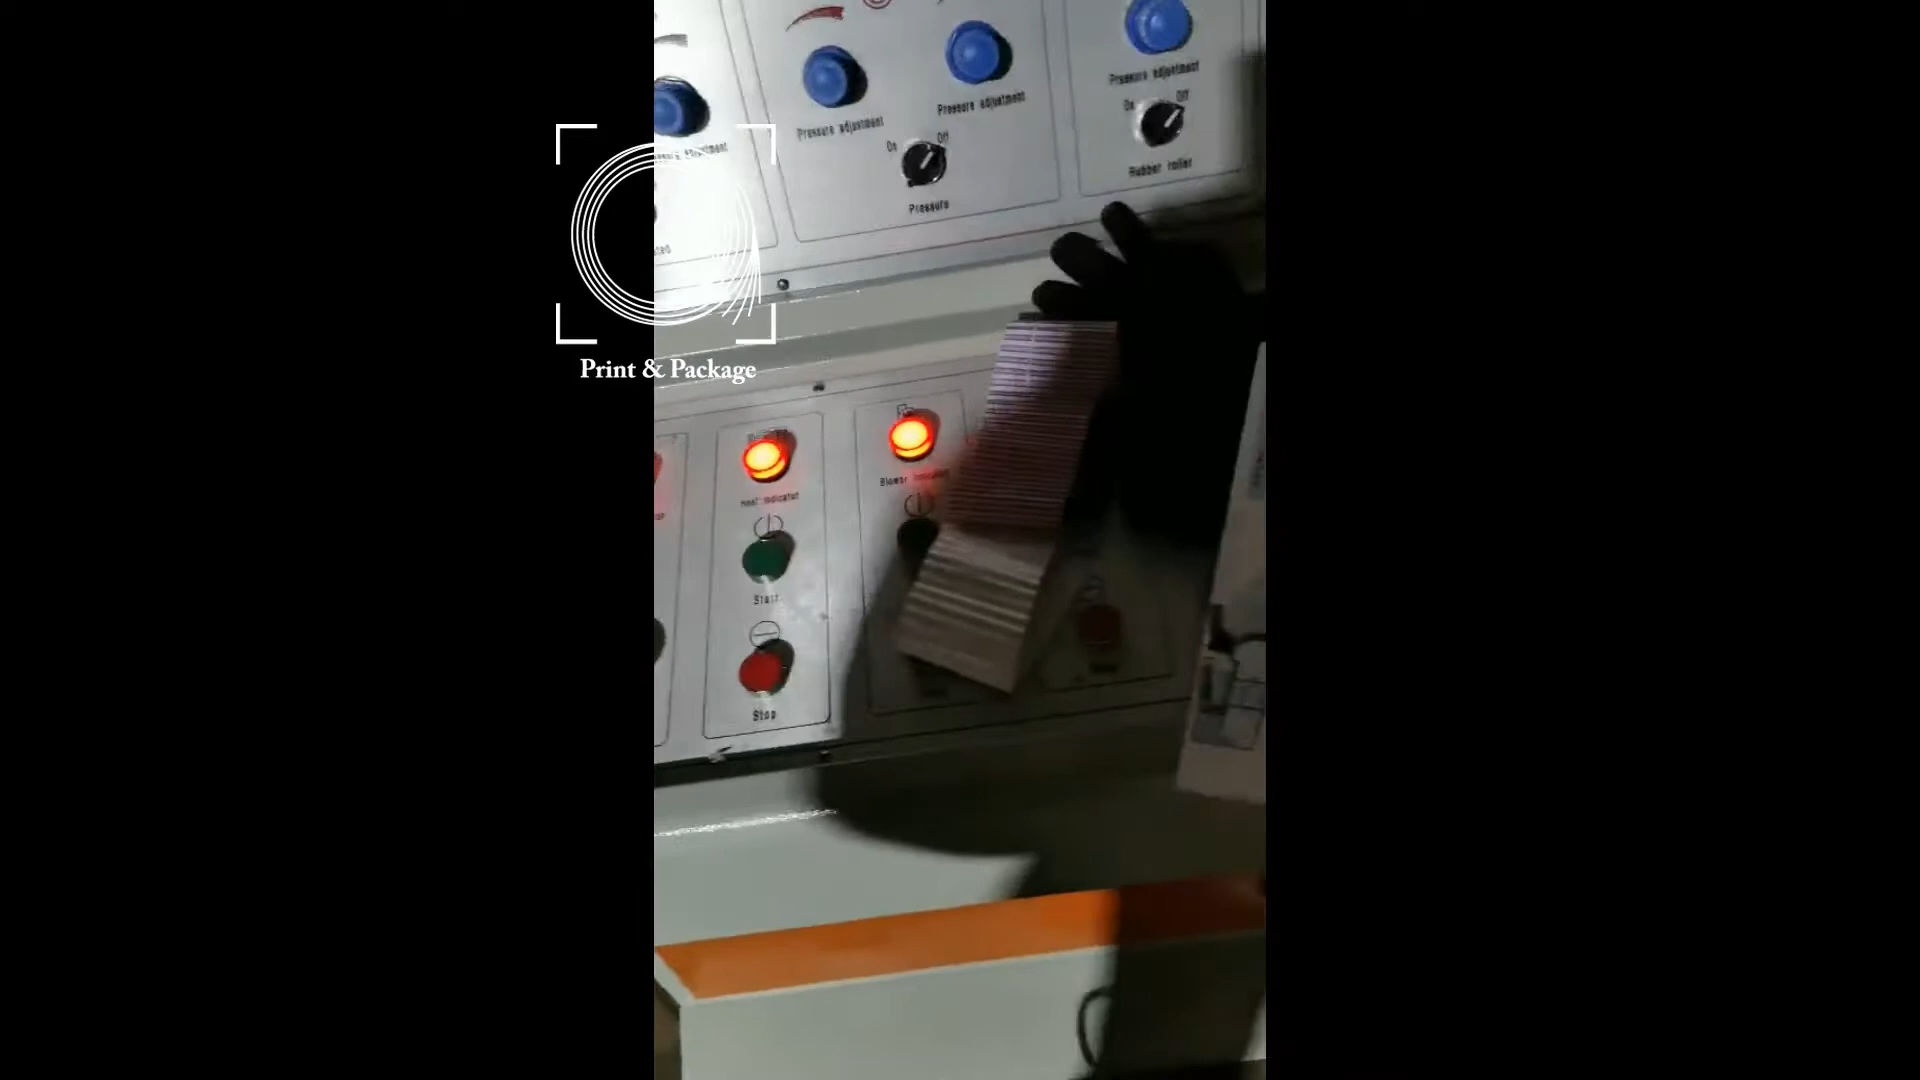 Pressure adjustment
On Off
Rubber roller
Pressure adjustment
Pressure adjustment
On Off
Pressure
Print & Package
Heat indicator
Start
Stop
Blower indicator